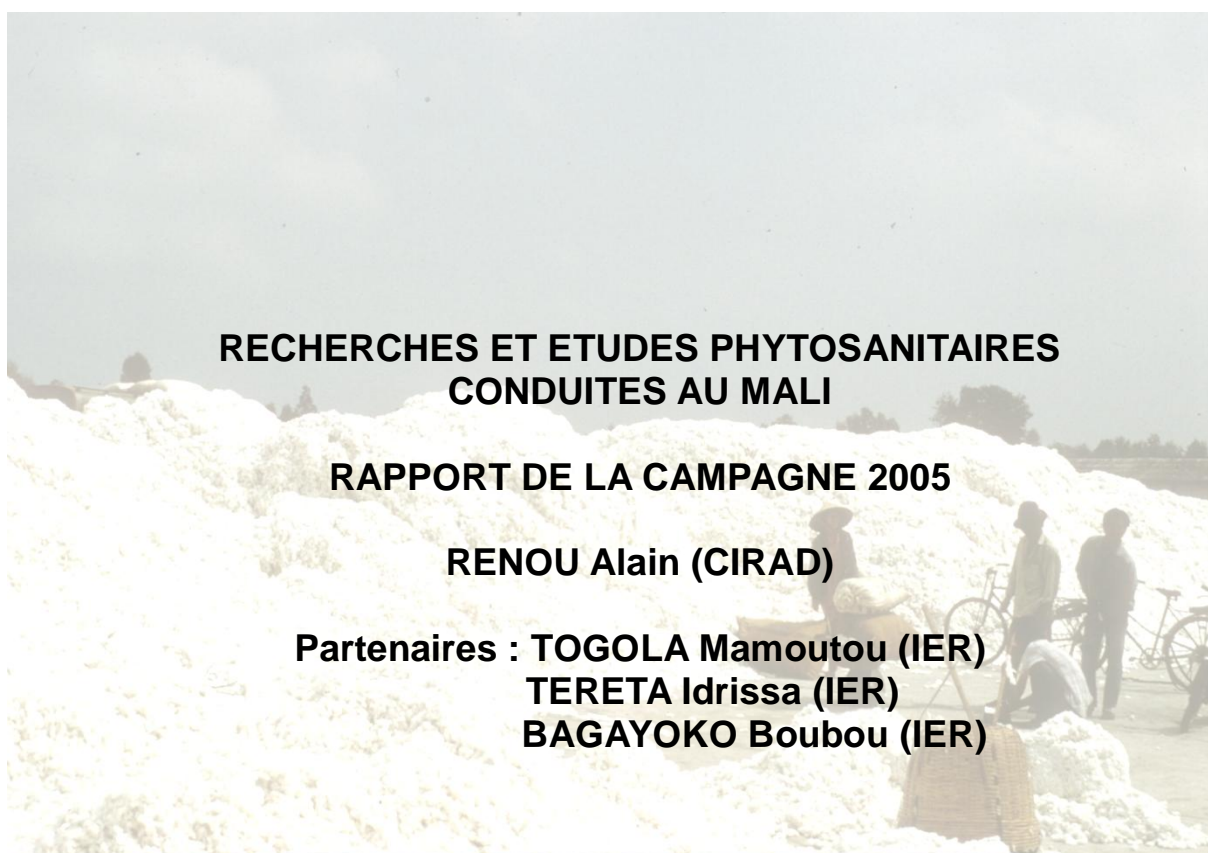 RECHERCHES ET ETUDES PHYTOSANITAIRES
CONDUITES AU MALI
RAPPORT DE LA CAMPAGNE 2005
RENOU Alain (CIRAD)
Partenaires : TOGOLA Mamoutou (IER)
TERETA Idrissa (IER)
BAGAYOKO Boubou (IER)